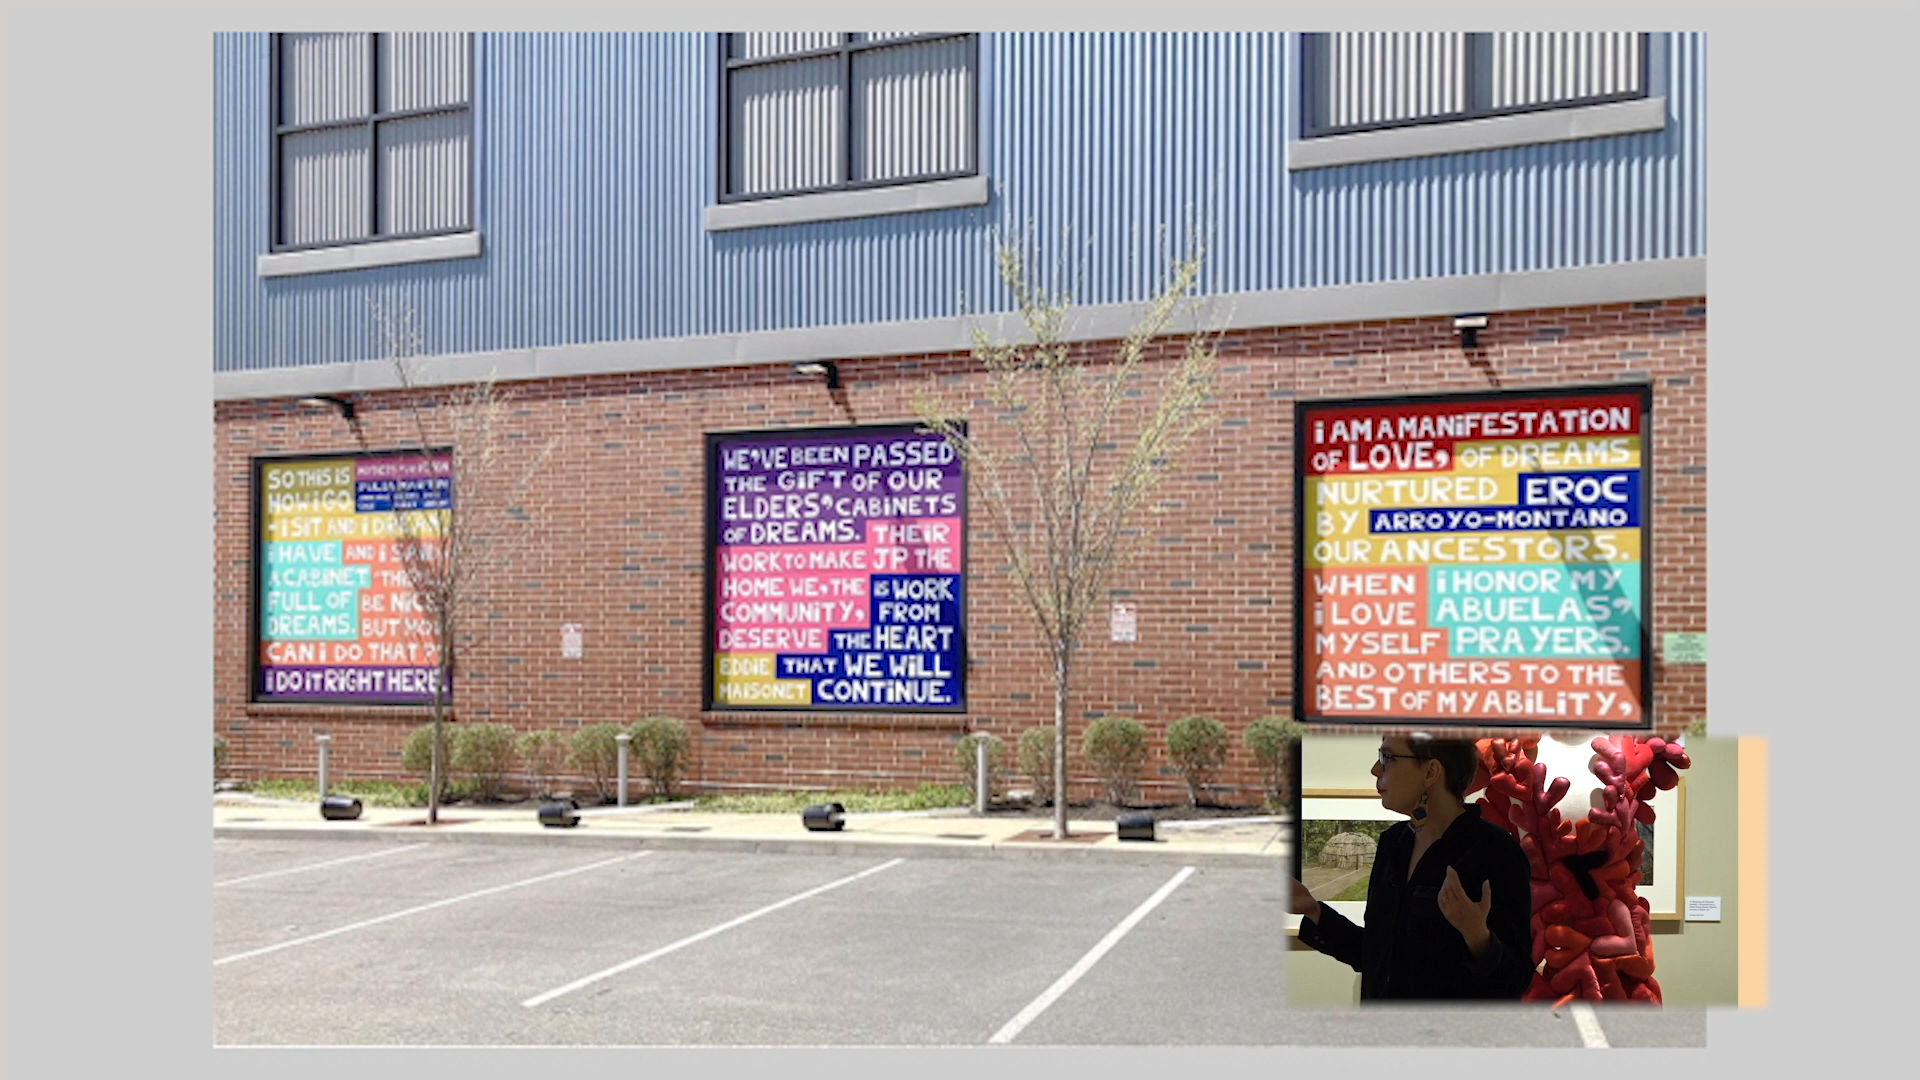 SO THIS IS
HOW I GO
JULIA MARTIN
- I SIT AND I
I HAVE AND I
A CABINET
FULL OF BE NICE
DREAMS. BUT
CAN I DO THAT?
I DO IT RIGHT HERE.
WE'VE BEEN PASSED
THE GIFT OF OUR
ELDERS' CABINETS
OF DREAMS. THEIR
WORK TO MAKE JP THE
HOME WE, THE IS WORK
COMMUNITY, FROM
DESERVE THE HEART
EDDIE THAT WE WILL
MAISONET CONTINUE.
I AM A MANIFESTATION
OF LOVE, OF DREAMS
NURTURED EROC
BY ARROYO-MONTANO
OUR ANCESTORS.
WHEN I HONOR MY
I LOVE ABUELAS'
MYSELF PRAYERS.
AND OTHERS TO THE
BEST OF MY ABILITY,